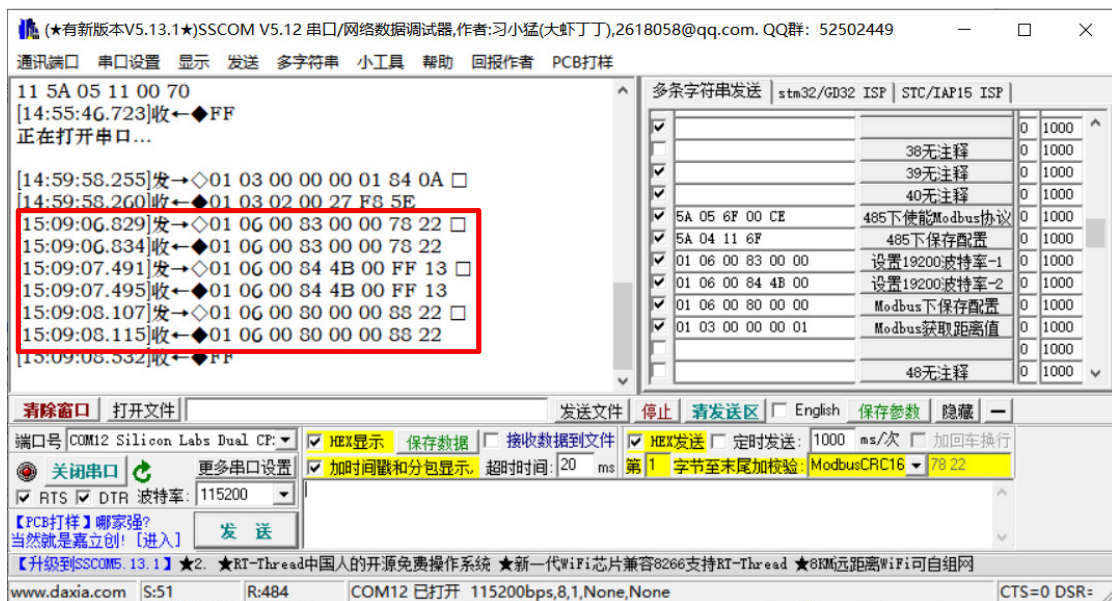 (★有新版本V5.13.1★)SSCOM V5.12 串口/网络数据调试器,作者:习小猛(大虾丁丁),2618058@qq.com. QQ群: 52502449
通讯端口 串口设置 显示 发送 多字符串 小工具 帮助 回报作者 PCB打样
11 5A 05 11 00 70
[14:55:46.723]收←◆FF
正在打开串口...
[14:59:58.255]发→◇01 03 00 00 00 01 84 0A □
[14:59:58.260]收←◆01 03 02 00 27 F8 5E
15:09:06.829]发→◇01 06 00 83 00 00 78 22 □
15:09:06.834]收←◆01 06 00 83 00 00 78 22
15:09:07.491]发→◇01 06 00 84 4B 00 FF 13 □
15:09:07.495]收←◆01 06 00 84 4B 00 FF 13
15:09:08.107]发→◇01 06 00 80 00 00 88 22 □
15:09:08.115]收←◆01 06 00 80 00 00 88 22
[15:09:08.532]收←◆FF
多条字符串发送 stm32/GD32 ISP STC/IAP15 ISP
0 1000
38无注释 0 1000
39无注释 0 1000
40无注释 0 1000
5A 05 6F 00 CE 485下使能Modbus协议 0 1000
5A 04 11 6F 485下保存配置 0 1000
01 06 00 83 00 00 设置19200波特率-1 0 1000
01 06 00 84 4B 00 设置19200波特率-2 0 1000
01 06 00 80 00 00 Modbus下保存配置 0 1000
01 03 00 00 00 01 Modbus获取距离值 0 1000
0 1000
48无注释 0 1000
清除窗口 打开文件 发送文件 停止 清发送区 English 保存参数 隐藏 —
端口号 COM12 Silicon Labs Dual CP: HEX显示 保存数据 接收数据到文件 HEX发送 定时发送: 1000 ms/次 加回车换行
关闭串口 更多串口设置 加时间戳和分包显示, 超时时间: 20 ms 第 1 字节至末尾加校验: ModbusCRC16 78 22
RTS DTR 波特率: 115200
【PCB打样】哪家强?
当然就是嘉立创! [进入]
发 送
【升级到SSCOM5.13.1】★2. ★RT-Thread中国人的开源免费操作系统 ★新一代WiFi芯片兼容8266支持RT-Thread ★8KM远距离WiFi可自组网
www.daxia.com S:51 R:484 COM12 已打开 115200bps,8,1,None,None CTS=0 DSR=